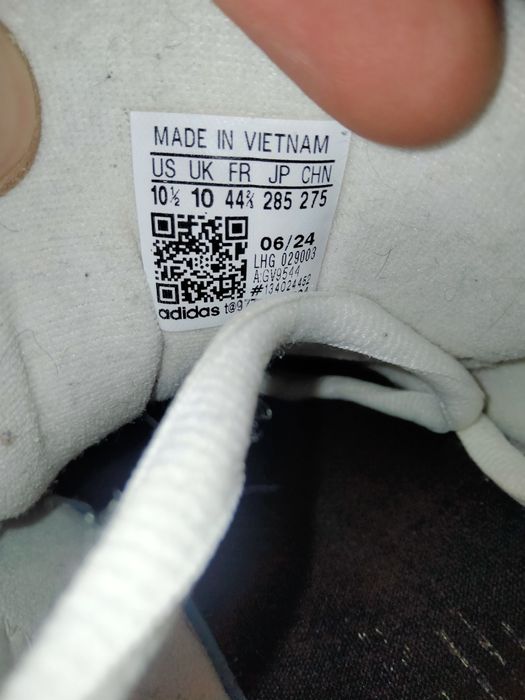 MADE IN VIETNAM
US UK FR JP CHN
10½ 10 44⅔ 285 275
06/24
LHG 029003
A:GV9544
#134024452
adidas